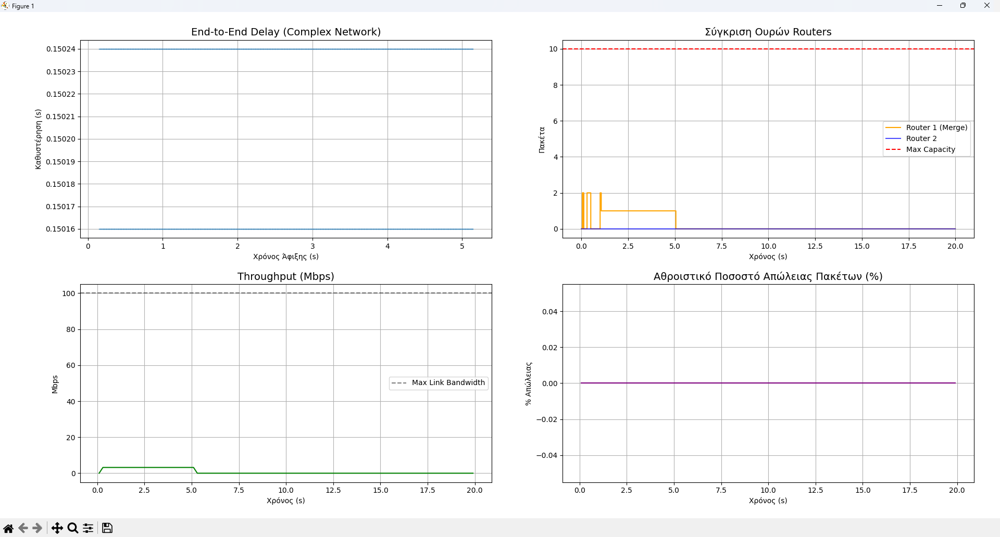 Figure 1
End-to-End Delay (Complex Network)
0.15024
0.15023
0.15022
0.15021
0.15020
0.15019
0.15018
0.15017
0.15016
Καθυστέρηση (s)
0 1 2 3 4 5
Χρόνος Άφιξης (s)
Σύγκριση Ουρών Routers
10
8
6
4
2
0
Πακέτα
Router 1 (Merge)
Router 2
Max Capacity
0.0 2.5 5.0 7.5 10.0 12.5 15.0 17.5 20.0
Χρόνος (s)
Throughput (Mbps)
100
80
60
40
20
0
Mbps
Max Link Bandwidth
0.0 2.5 5.0 7.5 10.0 12.5 15.0 17.5 20.0
Χρόνος (s)
Αθροιστικό Ποσοστό Απώλειας Πακέτων (%)
0.04
0.02
0.00
−0.02
−0.04
% Απώλειας
0.0 2.5 5.0 7.5 10.0 12.5 15.0 17.5 20.0
Χρόνος (s)